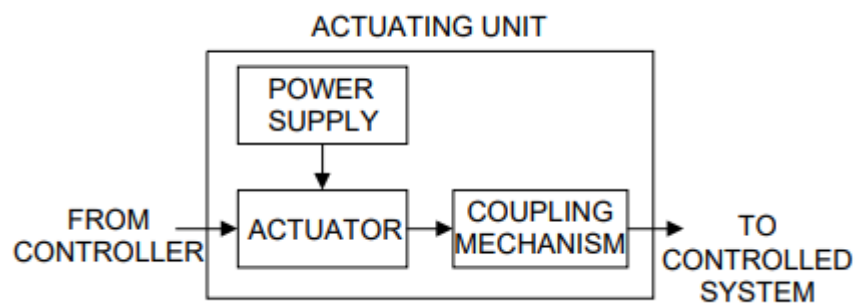 ACTUATING UNIT
POWER
SUPPLY
FROM
CONTROLLER
ACTUATOR
COUPLING
MECHANISM
TO
CONTROLLED
SYSTEM